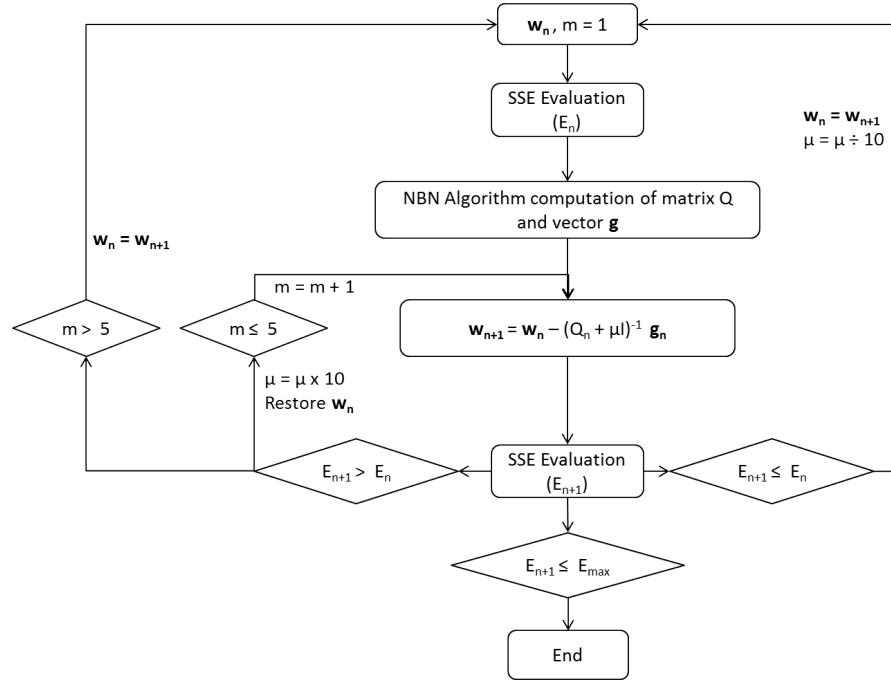 wₙ , m = 1
SSE Evaluation
(Eₙ)
wₙ = wₙ₊₁
μ = μ ÷ 10
NBN Algorithm computation of matrix Q
and vector g
wₙ = wₙ₊₁
m = m + 1
m > 5
m ≤ 5
wₙ₊₁ = wₙ – (Qₙ + μI)⁻¹ gₙ
μ = μ x 10
Restore wₙ
Eₙ₊₁ > Eₙ
SSE Evaluation
(Eₙ₊₁)
Eₙ₊₁ ≤ Eₙ
Eₙ₊₁ ≤ Eₘₐₓ
End